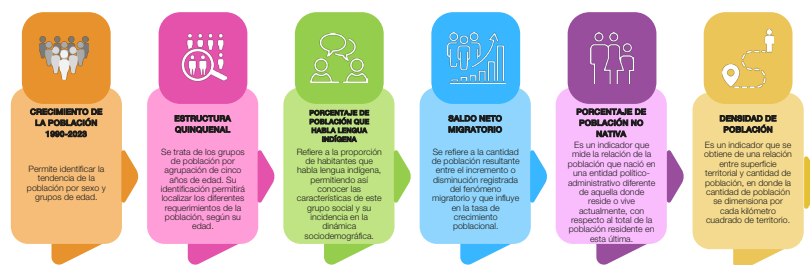 CRECIMIENTO DE
LA POBLACIÓN
1990-2023
Permite identificar la
tendencia de la
población por sexo y
grupos de edad.
ESTRUCTURA
QUINQUENAL
Se trata de los grupos
de población por
agrupación de cinco
años de edad. Su
identificación permitirá
localizar los diferentes
requerimientos de la
población, según su
edad.
PORCENTAJE DE
POBLACIÓN QUE
HABLA LENGUA
INDÍGENA
Refiere a la proporción
de habitantes que
habla lengua indígena,
permitiendo así
conocer las
características de este
grupo social y su
incidencia en la
dinámica
sociodemográfica.
SALDO NETO
MIGRATORIO
Se refiere a la cantidad
de población resultante
entre el incremento o
disminución registrada
del fenómeno
migratorio y que influye
en la tasa de
crecimiento
poblacional.
PORCENTAJE DE
POBLACIÓN NO
NATIVA
Es un indicador que
mide la relación de la
población que nació en
una entidad político-
administrativo diferente
de aquella donde
reside o vive
actualmente, con
respecto al total de la
población residente en
esta última.
DENSIDAD DE
POBLACIÓN
Es un indicador que se
obtiene de una relación
entre superficie
territorial y cantidad de
población, en donde la
cantidad de población
se dimensiona por
cada kilómetro
cuadrado de territorio.